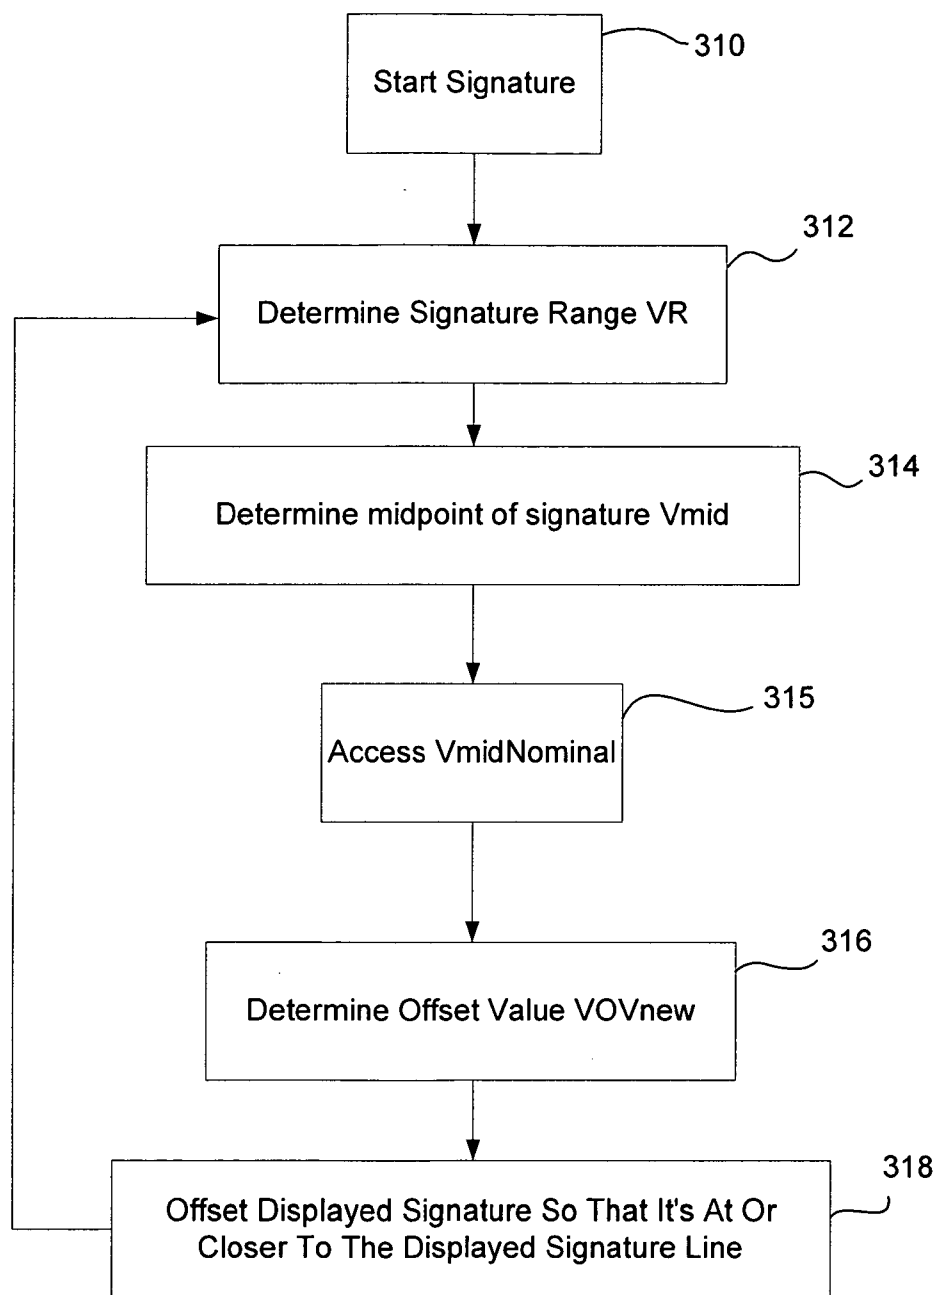 310
Start Signature
312
Determine Signature Range VR
314
Determine midpoint of signature Vmid
315
Access VmidNominal
316
Determine Offset Value VOVnew
318
Offset Displayed Signature So That It's At Or
Closer To The Displayed Signature Line